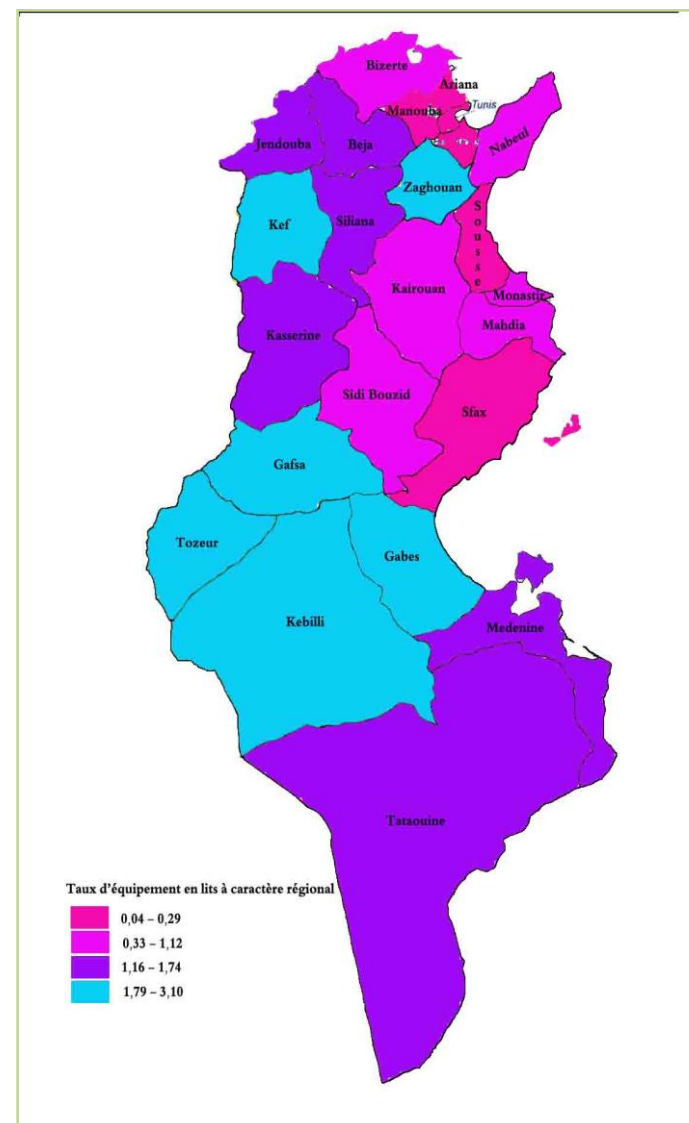 Bizerte
Ariana
Tunis
Manouba
Nabeul
Jendouba
Beja
Zaghouan
Kef
Siliana
Sousse
Kairouan
Monastir
Mahdia
Kasserine
Sidi Bouzid
Sfax
Gafsa
Tozeur
Gabes
Kebilli
Medenine
Tataouine
Taux d'équipement en lits à caractère régional
0,04 – 0,29
0,33 – 1,12
1,16 – 1,74
1,79 – 3,10